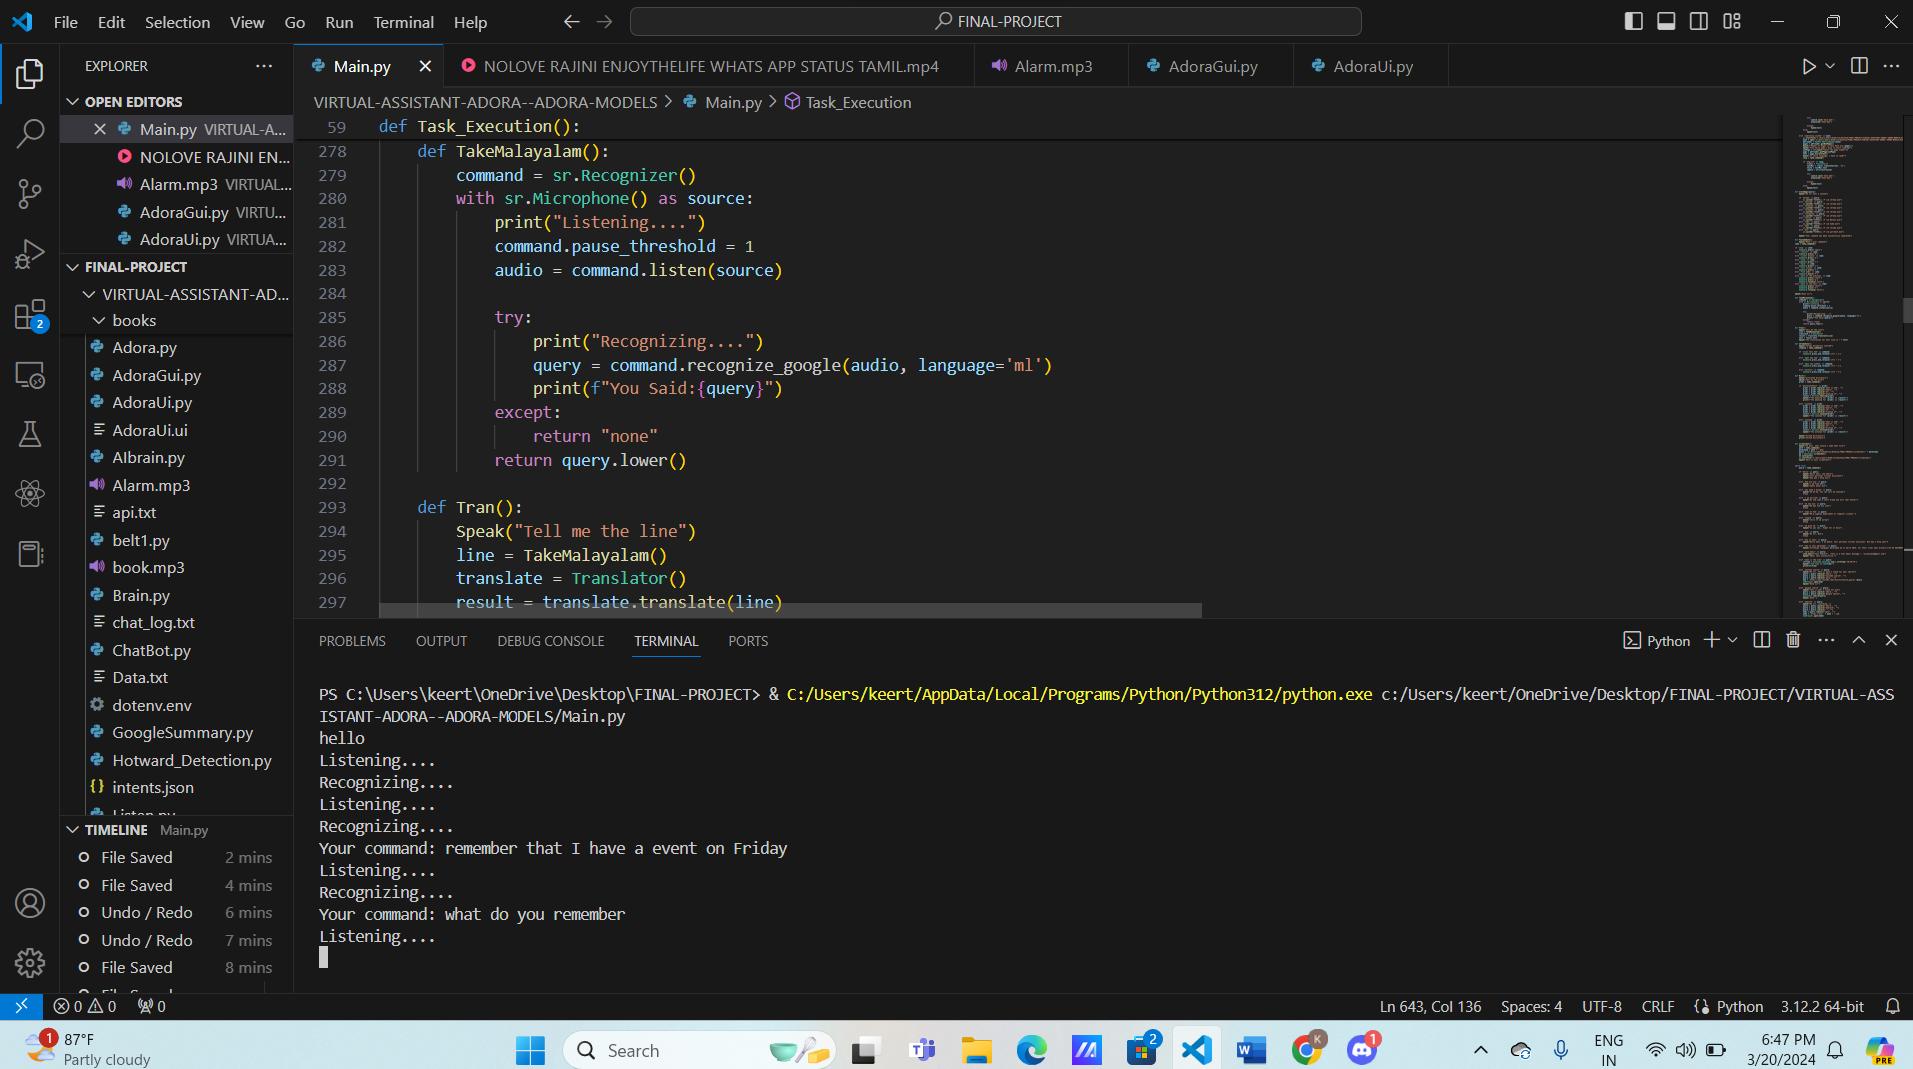 File Edit Selection View Go Run Terminal Help
FINAL-PROJECT
EXPLORER
OPEN EDITORS
Main.py VIRTUAL-A...
NOLOVE RAJINI EN...
Alarm.mp3 VIRTUAL...
AdoraGui.py VIRTU...
AdoraUi.py VIRTUA...
FINAL-PROJECT
VIRTUAL-ASSISTANT-AD...
books
Adora.py
AdoraGui.py
AdoraUi.py
AdoraUi.ui
AIbrain.py
Alarm.mp3
api.txt
belt1.py
book.mp3
Brain.py
chat_log.txt
ChatBot.py
Data.txt
dotenv.env
GoogleSummary.py
Hotward_Detection.py
intents.json
TIMELINE Main.py
File Saved 2 mins
File Saved 4 mins
Undo / Redo 6 mins
Undo / Redo 7 mins
File Saved 8 mins
2
Main.py
NOLOVE RAJINI ENJOYTHELIFE WHATS APP STATUS TAMIL.mp4
Alarm.mp3
AdoraGui.py
AdoraUi.py
VIRTUAL-ASSISTANT-ADORA--ADORA-MODELS > Main.py > Task_Execution
59 def Task_Execution():
278 def TakeMalayalam():
279 command = sr.Recognizer()
280 with sr.Microphone() as source:
281 print("Listening....")
282 command.pause_threshold = 1
283 audio = command.listen(source)
284
285 try:
286 print("Recognizing....")
287 query = command.recognize_google(audio, language='ml')
288 print(f"You Said:{query}")
289 except:
290 return "none"
291 return query.lower()
292
293 def Tran():
294 Speak("Tell me the line")
295 line = TakeMalayalam()
296 translate = Translator()
297 result = translate.translate(line)
PROBLEMS OUTPUT DEBUG CONSOLE TERMINAL PORTS
Python
PS C:\Users\keert\OneDrive\Desktop\FINAL-PROJECT> & C:/Users/keert/AppData/Local/Programs/Python/Python312/python.exe c:/Users/keert/OneDrive/Desktop/FINAL-PROJECT/VIRTUAL-ASS
ISTANT-ADORA--ADORA-MODELS/Main.py
hello
Listening....
Recognizing....
Listening....
Recognizing....
Your command: remember that I have a event on Friday
Listening....
Recognizing....
Your command: what do you remember
Listening....
0 0 0
Ln 643, Col 136 Spaces: 4 UTF-8 CRLF Python 3.12.2 64-bit
1
87°F
Partly cloudy
Search
2
K
1
ENG
IN
6:47 PM
3/20/2024
PRE